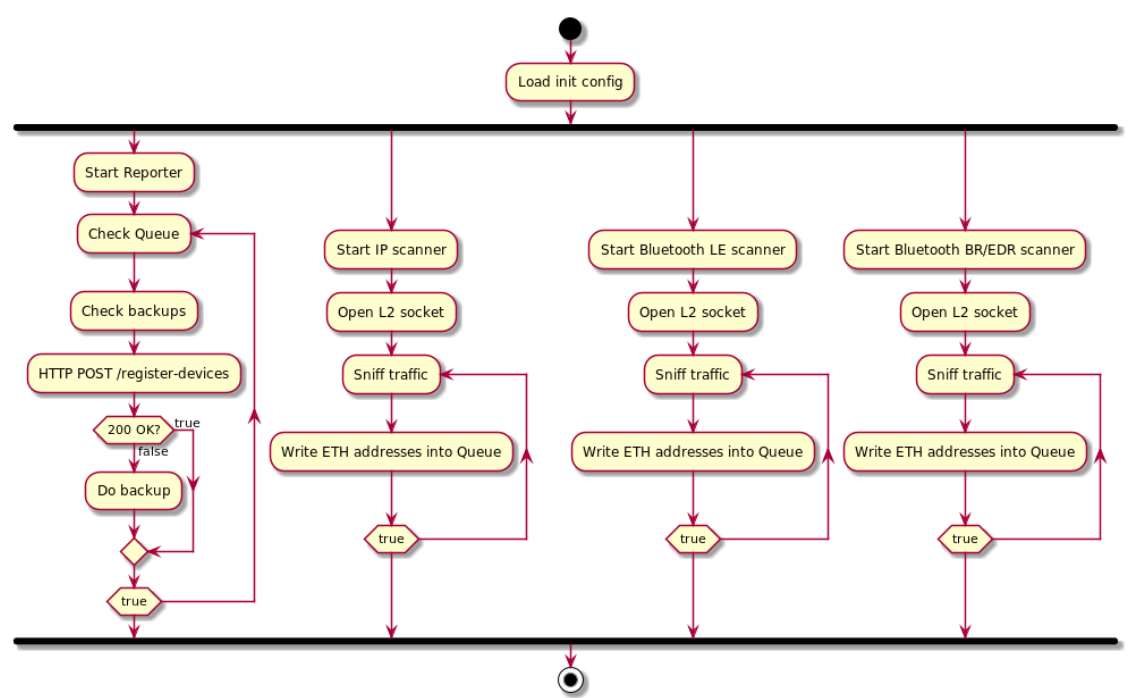 Load init config
Start Reporter
Check Queue
Check backups
HTTP POST /register-devices
200 OK?
true
false
Do backup
true
Start IP scanner
Open L2 socket
Sniff traffic
Write ETH addresses into Queue
true
Start Bluetooth LE scanner
Open L2 socket
Sniff traffic
Write ETH addresses into Queue
true
Start Bluetooth BR/EDR scanner
Open L2 socket
Sniff traffic
Write ETH addresses into Queue
true